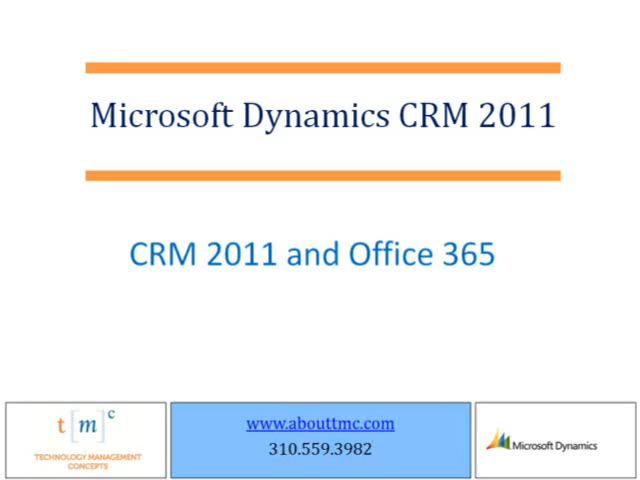 Microsoft Dynamics CRM 2011
CRM 2011 and Office 365
t[m]c
TECHNOLOGY MANAGEMENT
CONCEPTS
www.abouttmc.com
310.559.3982
Microsoft Dynamics